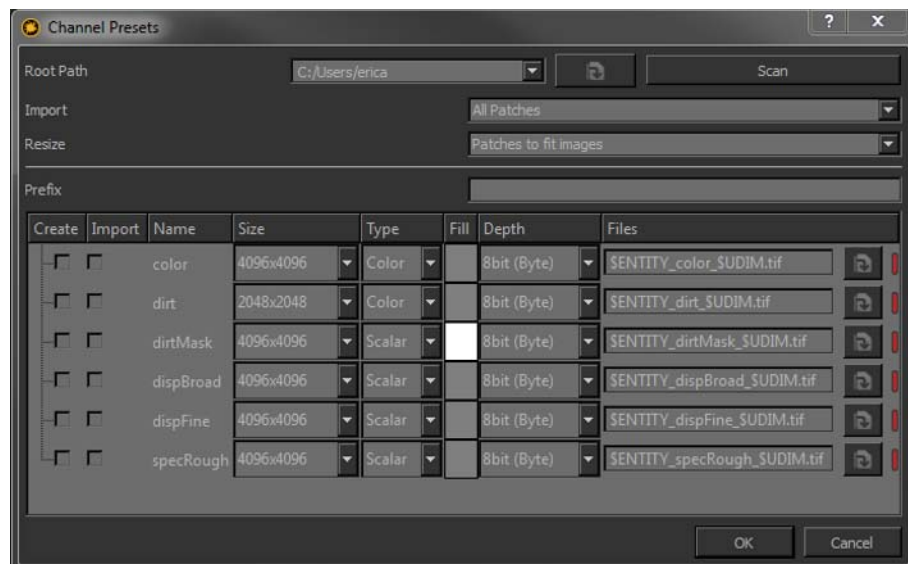 Channel Presets ? X
Root Path C:/Users/erica Scan
Import All Patches
Resize Patches to fit images
Prefix
Create Import Name Size Type Fill Depth Files
color 4096x4096 Color 8bit (Byte) $ENTITY_color_$UDIM.tif
dirt 2048x2048 Color 8bit (Byte) $ENTITY_dirt_$UDIM.tif
dirtMask 4096x4096 Scalar 8bit (Byte) $ENTITY_dirtMask_$UDIM.tif
dispBroad 4096x4096 Scalar 8bit (Byte) $ENTITY_dispBroad_$UDIM.tif
dispFine 4096x4096 Scalar 8bit (Byte) $ENTITY_dispFine_$UDIM.tif
specRough 4096x4096 Scalar 8bit (Byte) $ENTITY_specRough_$UDIM.tif
OK Cancel